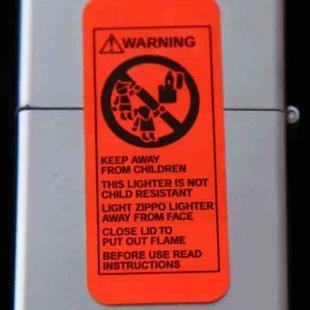 WARNING
KEEP AWAY
FROM CHILDREN
THIS LIGHTER IS NOT
CHILD RESISTANT
LIGHT ZIPPO LIGHTER
AWAY FROM FACE
CLOSE LID TO
PUT OUT FLAME
BEFORE USE READ
INSTRUCTIONS